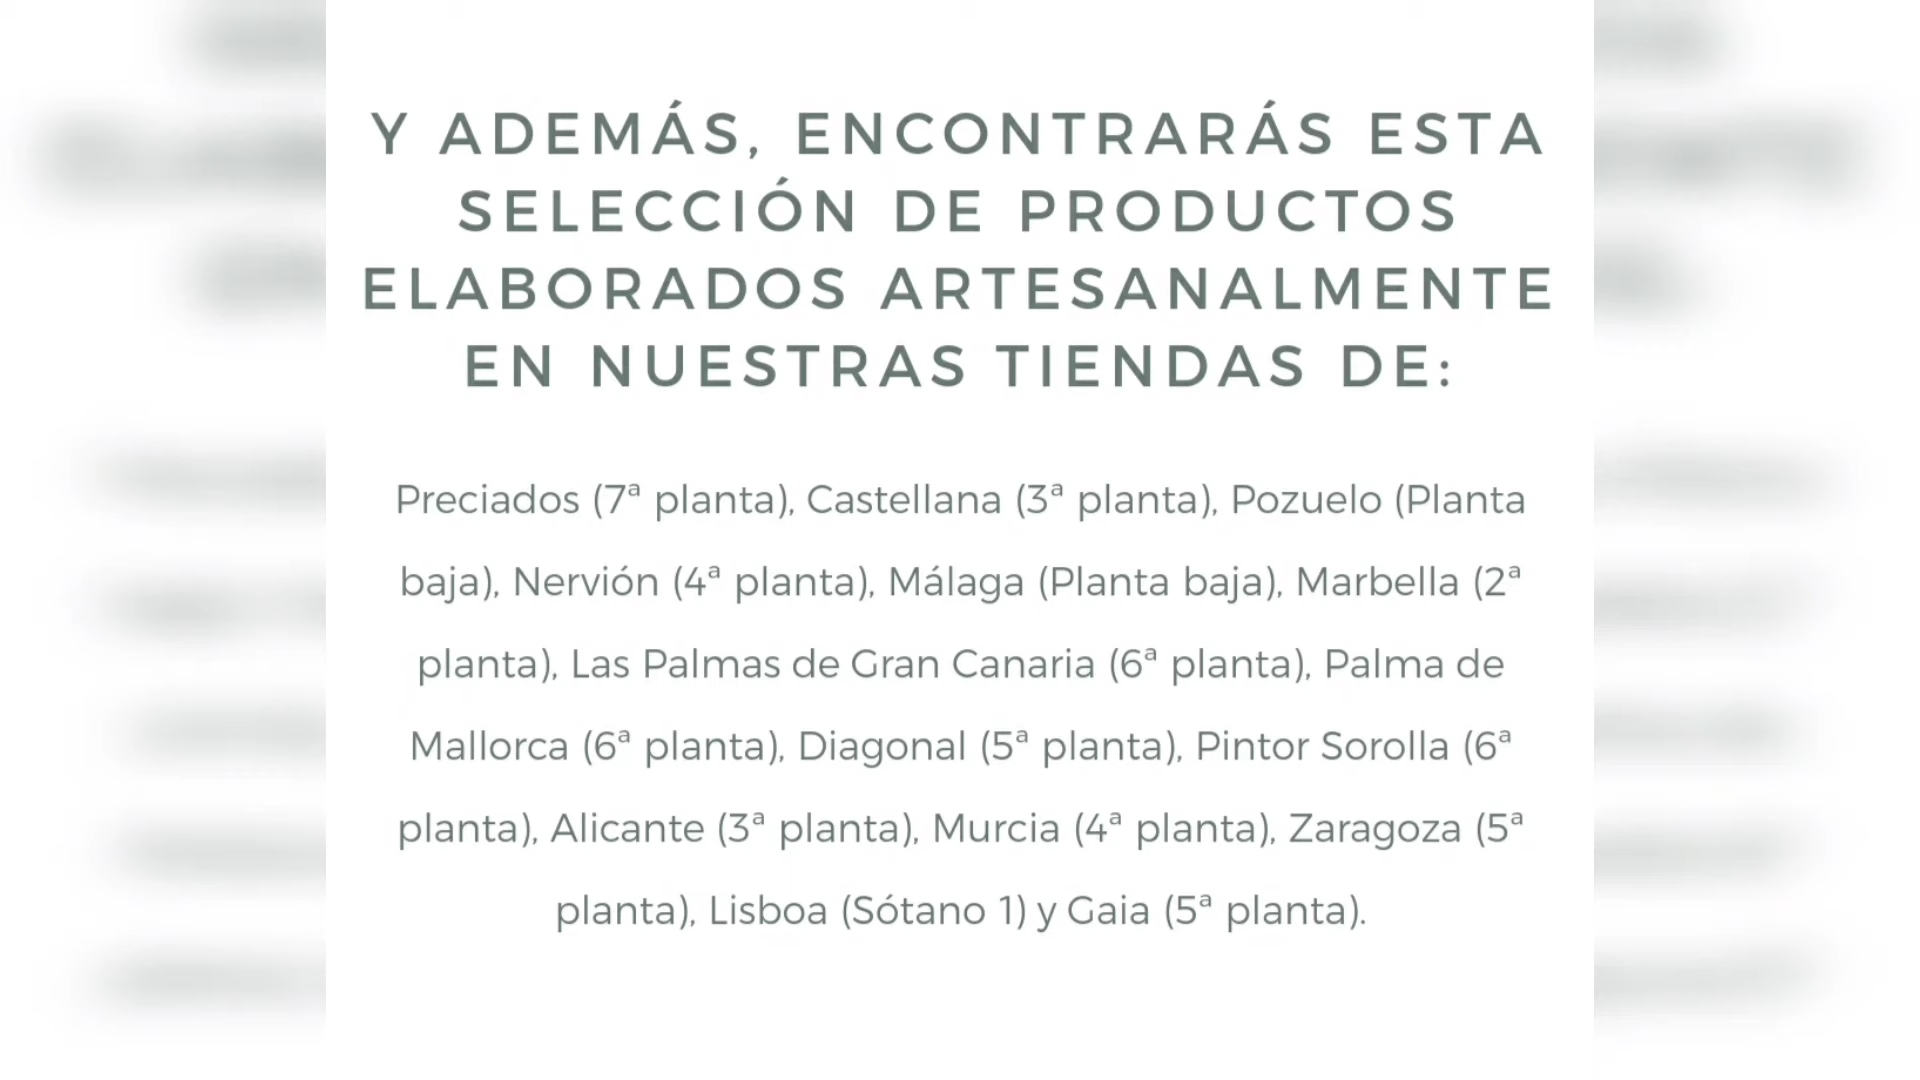 Y ADEMÁS, ENCONTRARÁS ESTA
SELECCIÓN DE PRODUCTOS
ELABORADOS ARTESANALMENTE
EN NUESTRAS TIENDAS DE:
Preciados (7ª planta), Castellana (3ª planta), Pozuelo (Planta
baja), Nervión (4ª planta), Málaga (Planta baja), Marbella (2ª
planta), Las Palmas de Gran Canaria (6ª planta), Palma de
Mallorca (6ª planta), Diagonal (5ª planta), Pintor Sorolla (6ª
planta), Alicante (3ª planta), Murcia (4ª planta), Zaragoza (5ª
planta), Lisboa (Sótano 1) y Gaia (5ª planta).